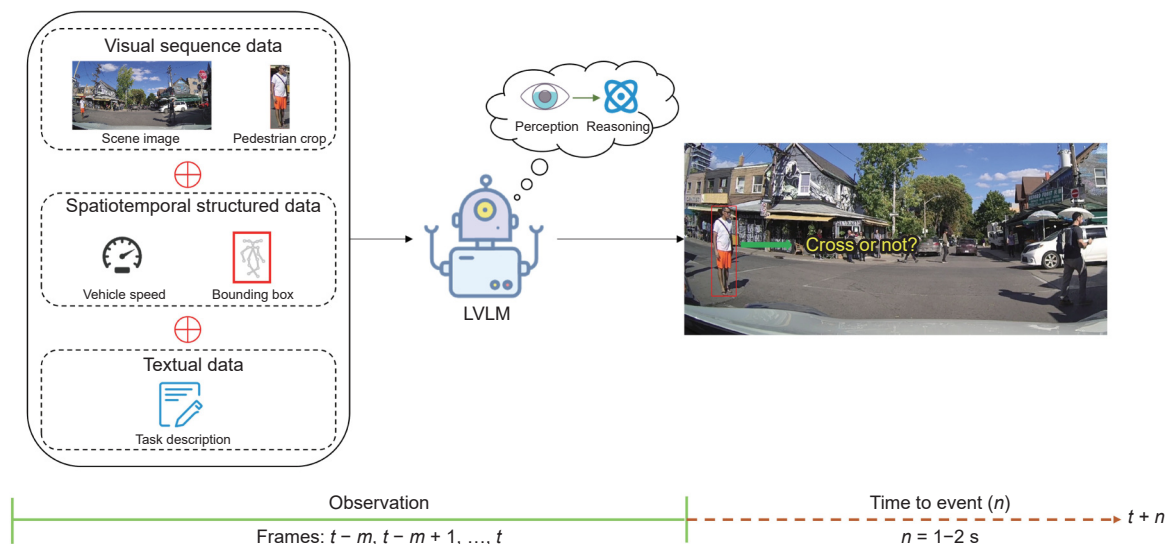 Visual sequence data
Scene image
Pedestrian crop
Spatiotemporal structured data
Vehicle speed
Bounding box
Textual data
Task description
Perception
Reasoning
LVLM
Cross or not?
Observation
Frames: t − m, t − m + 1, …, t
Time to event (n)
n = 1−2 s
t + n